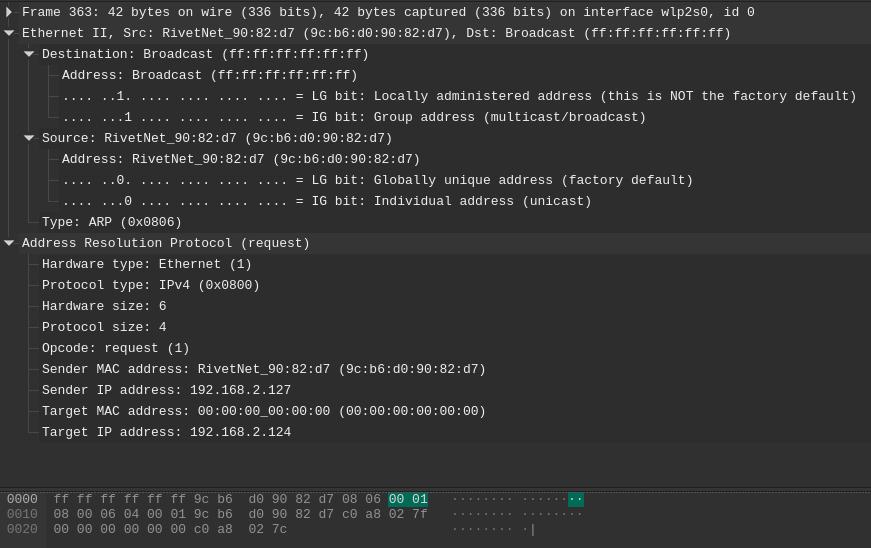 Frame 363: 42 bytes on wire (336 bits), 42 bytes captured (336 bits) on interface wlp2s0, id 0
Ethernet II, Src: RivetNet_90:82:d7 (9c:b6:d0:90:82:d7), Dst: Broadcast (ff:ff:ff:ff:ff:ff)
Destination: Broadcast (ff:ff:ff:ff:ff:ff)
Address: Broadcast (ff:ff:ff:ff:ff:ff)
.... ..1. .... .... .... .... = LG bit: Locally administered address (this is NOT the factory default)
.... ...1 .... .... .... .... = IG bit: Group address (multicast/broadcast)
Source: RivetNet_90:82:d7 (9c:b6:d0:90:82:d7)
Address: RivetNet_90:82:d7 (9c:b6:d0:90:82:d7)
.... ..0. .... .... .... .... = LG bit: Globally unique address (factory default)
.... ...0 .... .... .... .... = IG bit: Individual address (unicast)
Type: ARP (0x0806)
Address Resolution Protocol (request)
Hardware type: Ethernet (1)
Protocol type: IPv4 (0x0800)
Hardware size: 6
Protocol size: 4
Opcode: request (1)
Sender MAC address: RivetNet_90:82:d7 (9c:b6:d0:90:82:d7)
Sender IP address: 192.168.2.127
Target MAC address: 00:00:00_00:00:00 (00:00:00:00:00:00)
Target IP address: 192.168.2.124
0000 ff ff ff ff ff ff 9c b6 d0 90 82 d7 08 06 00 01 ········ ········
0010 08 00 06 04 00 01 9c b6 d0 90 82 d7 c0 a8 02 7f ········ ········
0020 00 00 00 00 00 00 c0 a8 02 7c ········ ·|